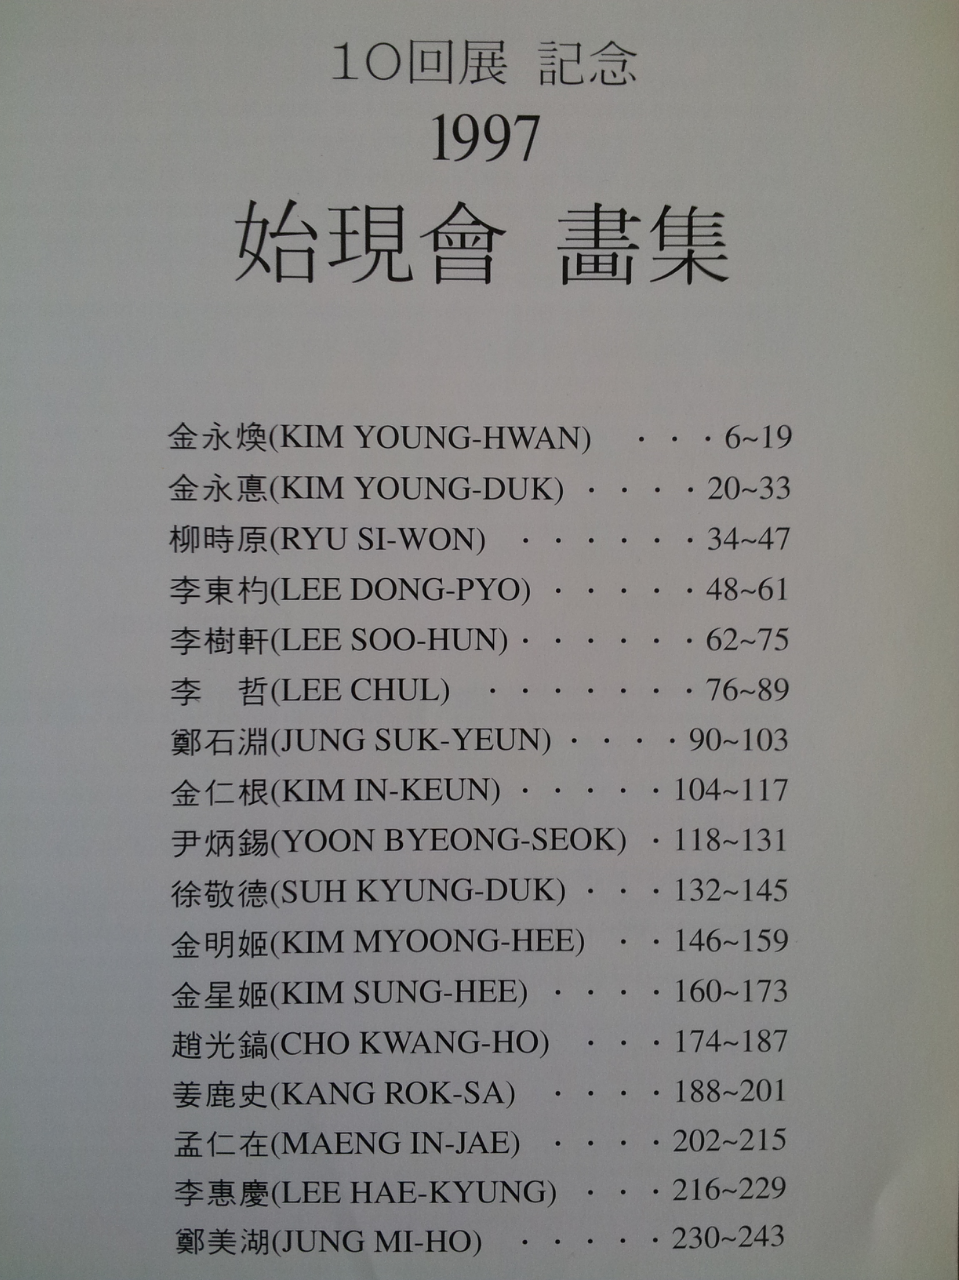 10回展 記念
1997
始現會 畵集
金永煥(KIM YOUNG-HWAN) · · · 6~19
金永悳(KIM YOUNG-DUK) · · · · 20~33
柳時原(RYU SI-WON) · · · · · · 34~47
李東杓(LEE DONG-PYO) · · · · · 48~61
李樹軒(LEE SOO-HUN) · · · · · · 62~75
李 哲(LEE CHUL) · · · · · · · 76~89
鄭石淵(JUNG SUK-YEUN) · · · · 90~103
金仁根(KIM IN-KEUN) · · · · · 104~117
尹炳錫(YOON BYEONG-SEOK) · 118~131
徐敬德(SUH KYUNG-DUK) · · · 132~145
金明姬(KIM MYOONG-HEE) · · 146~159
金星姬(KIM SUNG-HEE) · · · · 160~173
趙光鎬(CHO KWANG-HO) · · · 174~187
姜鹿史(KANG ROK-SA) · · · · 188~201
孟仁在(MAENG IN-JAE) · · · · 202~215
李惠慶(LEE HAE-KYUNG) · · · 216~229
鄭美湖(JUNG MI-HO) · · · · · 230~243